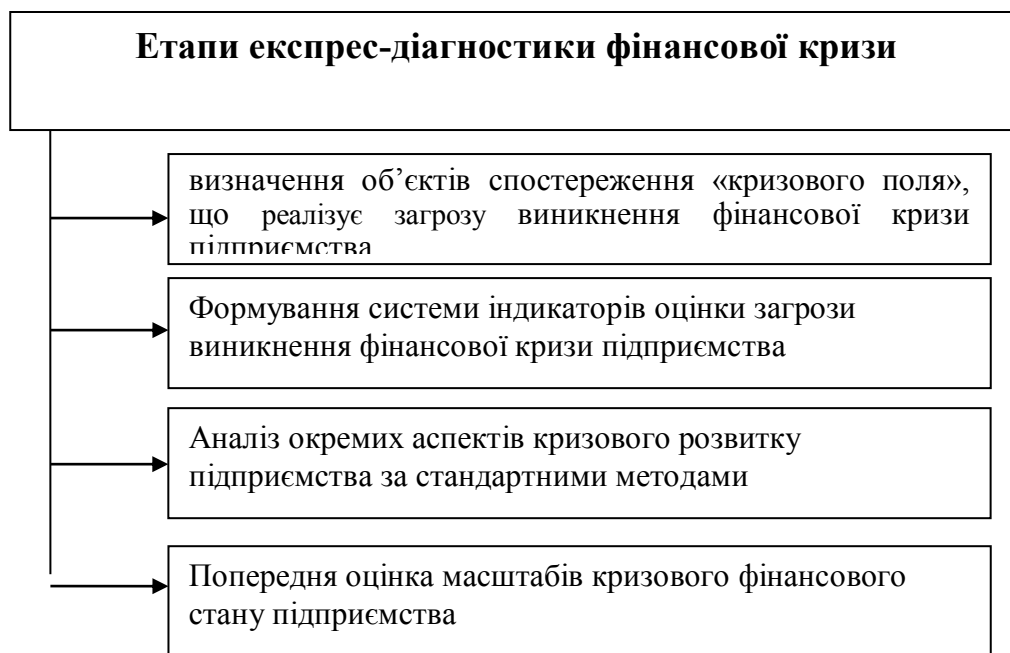 Етапи експрес-діагностики фінансової кризи
визначення об’єктів спостереження «кризового поля»,
що реалізує загрозу виникнення фінансової кризи
підприємства
Формування системи індикаторів оцінки загрози
виникнення фінансової кризи підприємства
Аналіз окремих аспектів кризового розвитку
підприємства за стандартними методами
Попередня оцінка масштабів кризового фінансового
стану підприємства